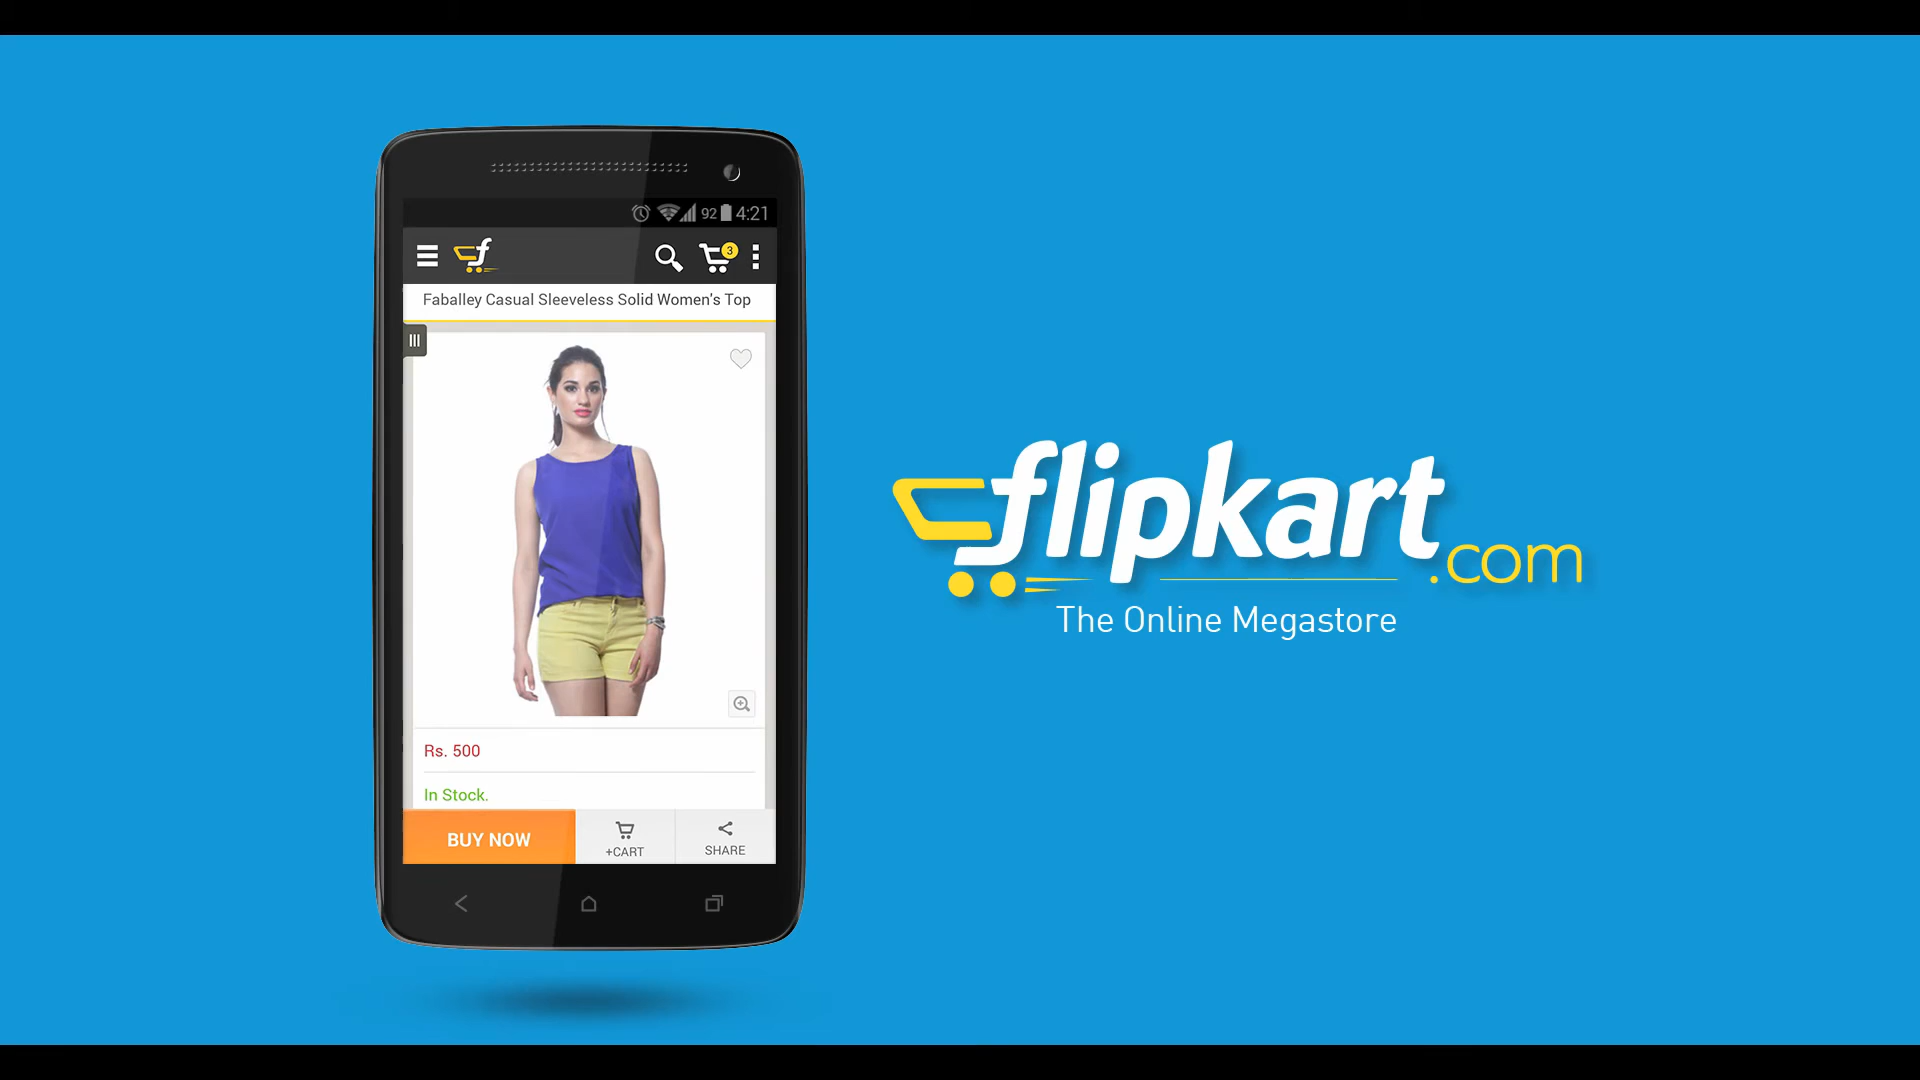 92 4:21
3
Faballey Casual Sleeveless Solid Women's Top
Rs. 500
In Stock.
BUY NOW
+CART
SHARE
flipkart.com
The Online Megastore